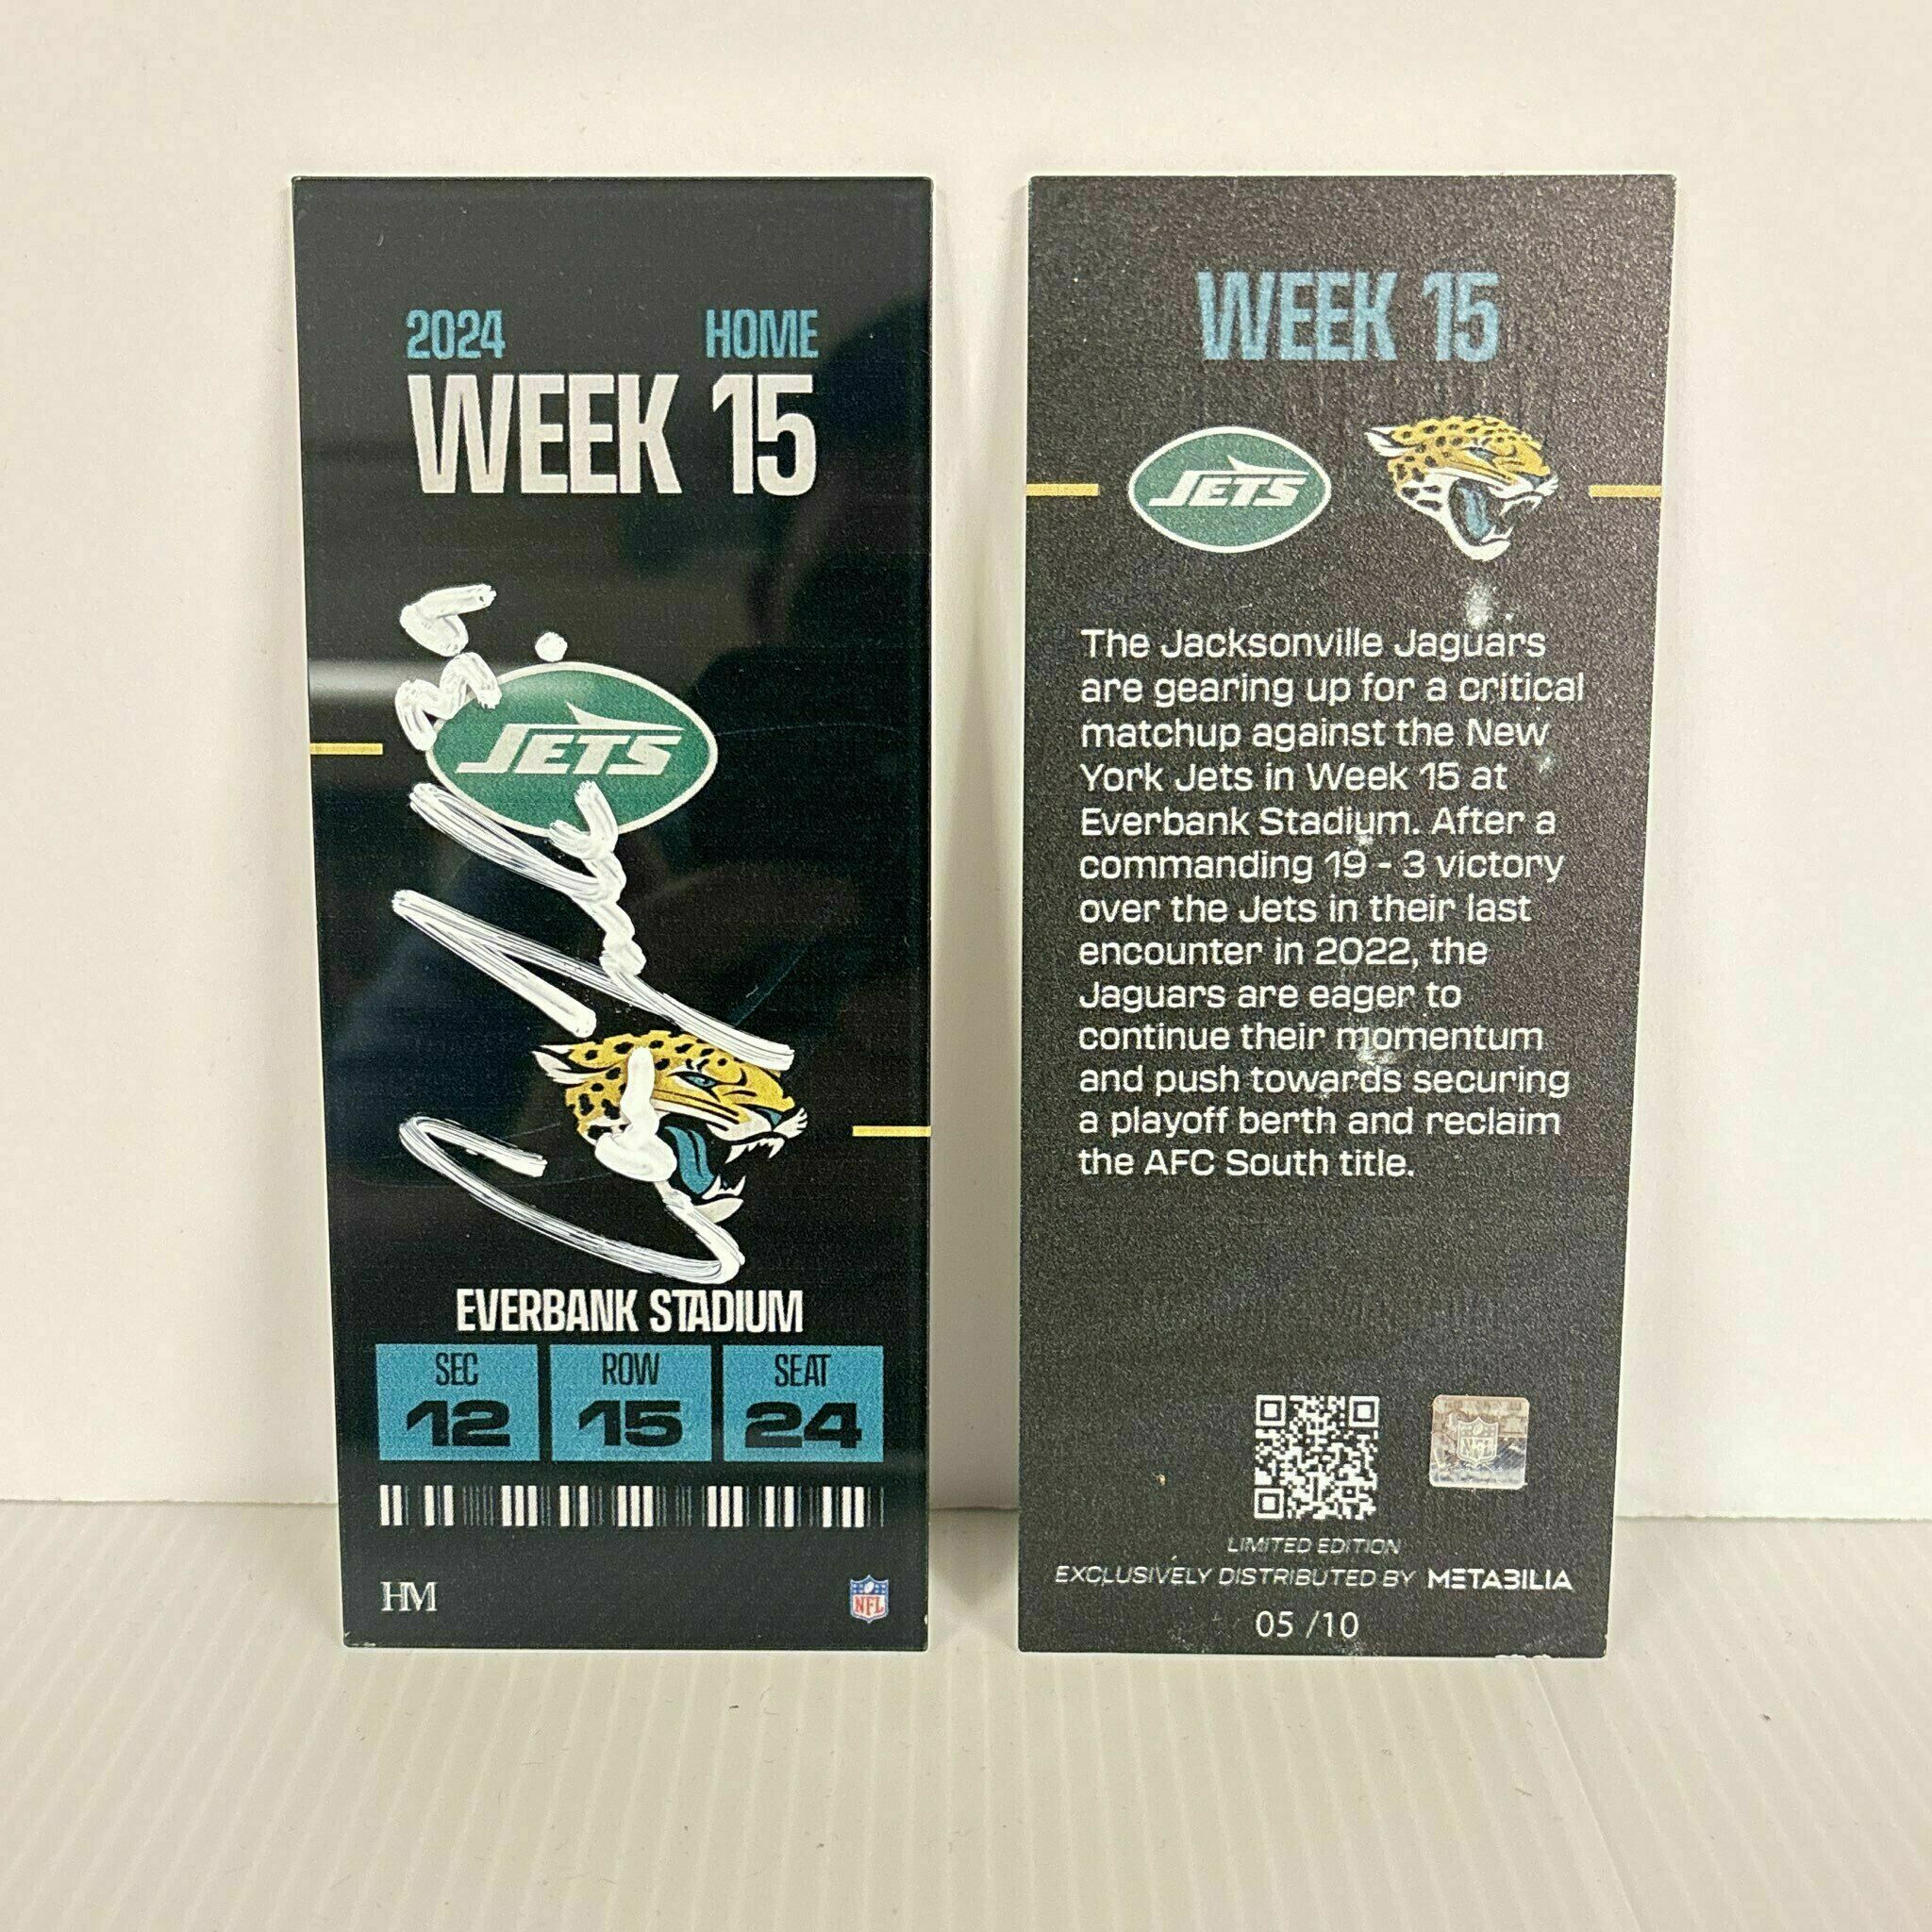 2024 HOME
WEEK 15
JETS
EVERBANK STADIUM
SEC ROW SEAT
12 15 24
HM NFL
WEEK 15
JETS
The Jacksonville Jaguars
are gearing up for a critical
matchup against the New
York Jets in Week 15 at
Everbank Stadium. After a
commanding 19 - 3 victory
over the Jets in their last
encounter in 2022, the
Jaguars are eager to
continue their momentum
and push towards securing
a playoff berth and reclaim
the AFC South title.
NFL
LIMITED EDITION
EXCLUSIVELY DISTRIBUTED BY METABILIA
05 /10